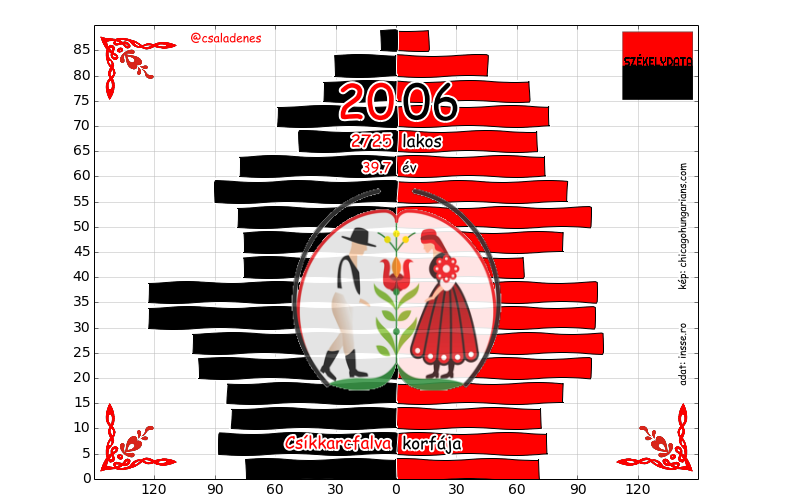 @csaladenes
SZÉKELYDATA
2006
2725 lakos
39.7 év
kép: chicagohungarians.com
adat: insse.ro
Csíkkarcfalva korfája
85
80
75
70
65
60
55
50
45
40
35
30
25
20
15
10
5
0
120 90 60 30 0 30 60 90 120